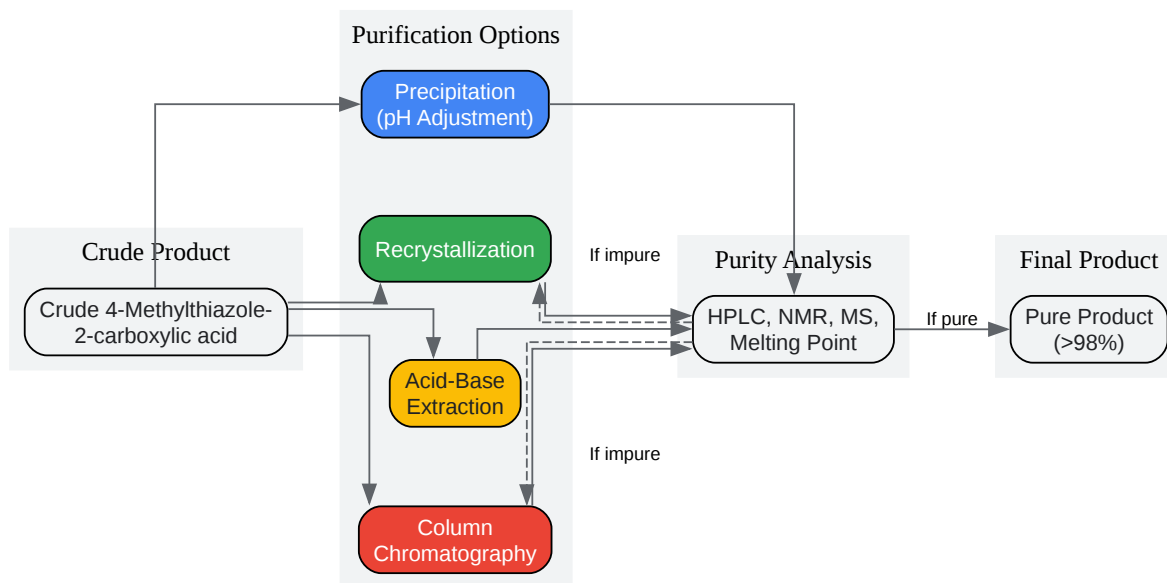 Purification Options
Precipitation
(pH Adjustment)
Crude Product
Crude 4-Methylthiazole-
2-carboxylic acid
Recrystallization
If impure
Purity Analysis
HPLC, NMR, MS,
Melting Point
If pure
Final Product
Pure Product
(>98%)
Acid-Base
Extraction
If impure
Column
Chromatography